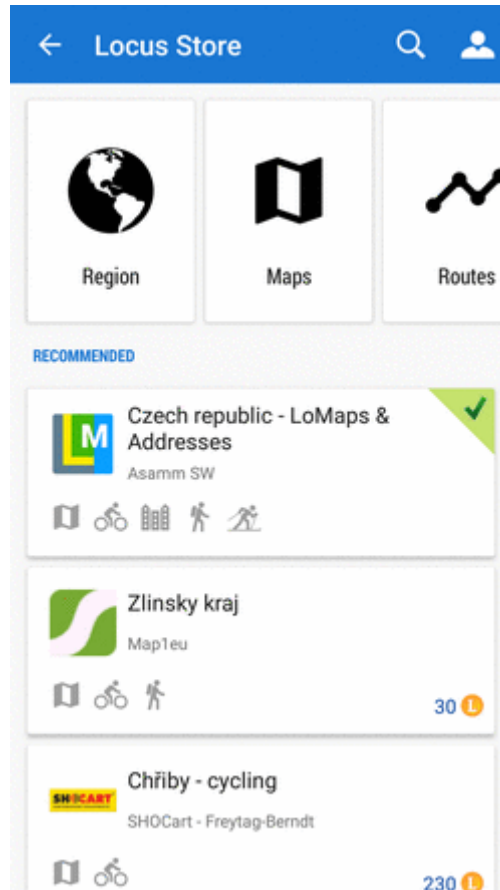 Locus Store
Region
Maps
Routes
RECOMMENDED
M
Czech republic - LoMaps &
Addresses
Asamm SW
Zlinsky kraj
Map1eu
30 L
SHOCART
Chřiby - cycling
SHOCart - Freytag-Berndt
230 L